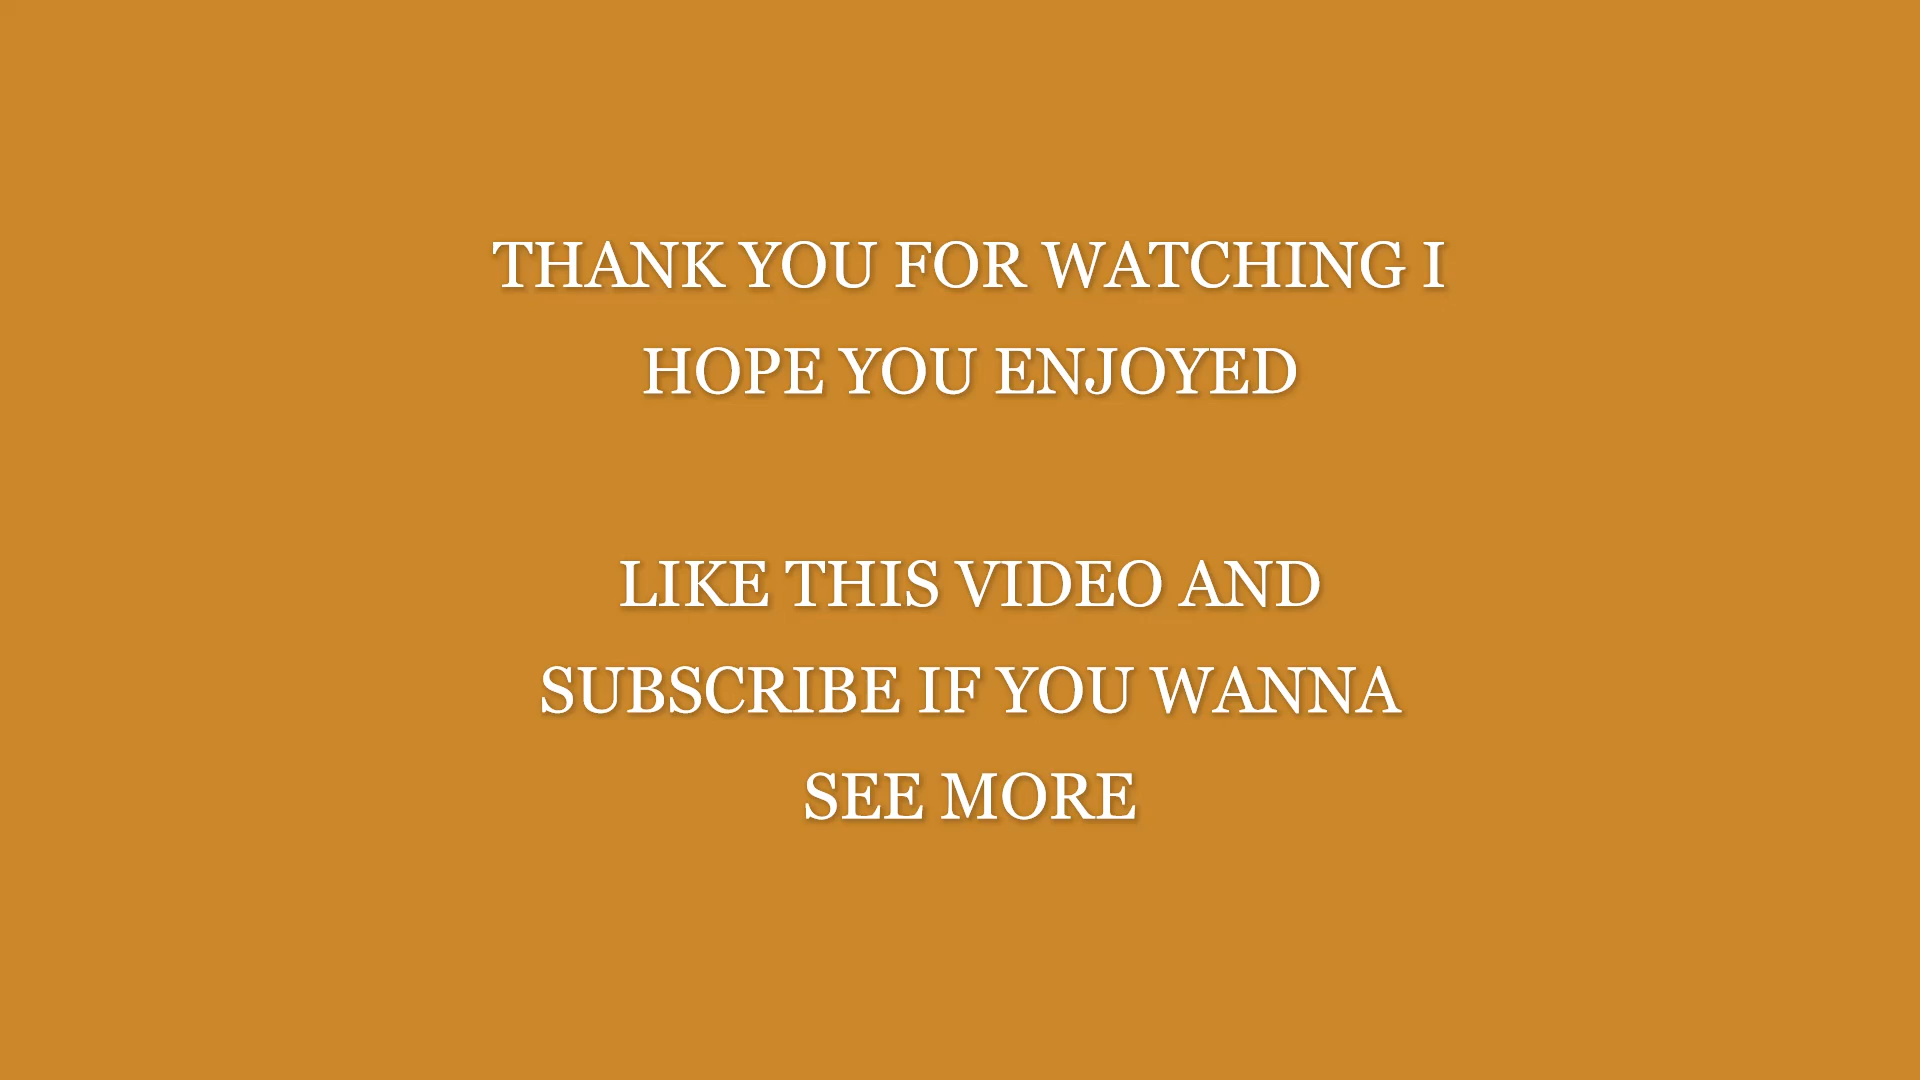 THANK YOU FOR WATCHING I
HOPE YOU ENJOYED
LIKE THIS VIDEO AND
SUBSCRIBE IF YOU WANNA
SEE MORE